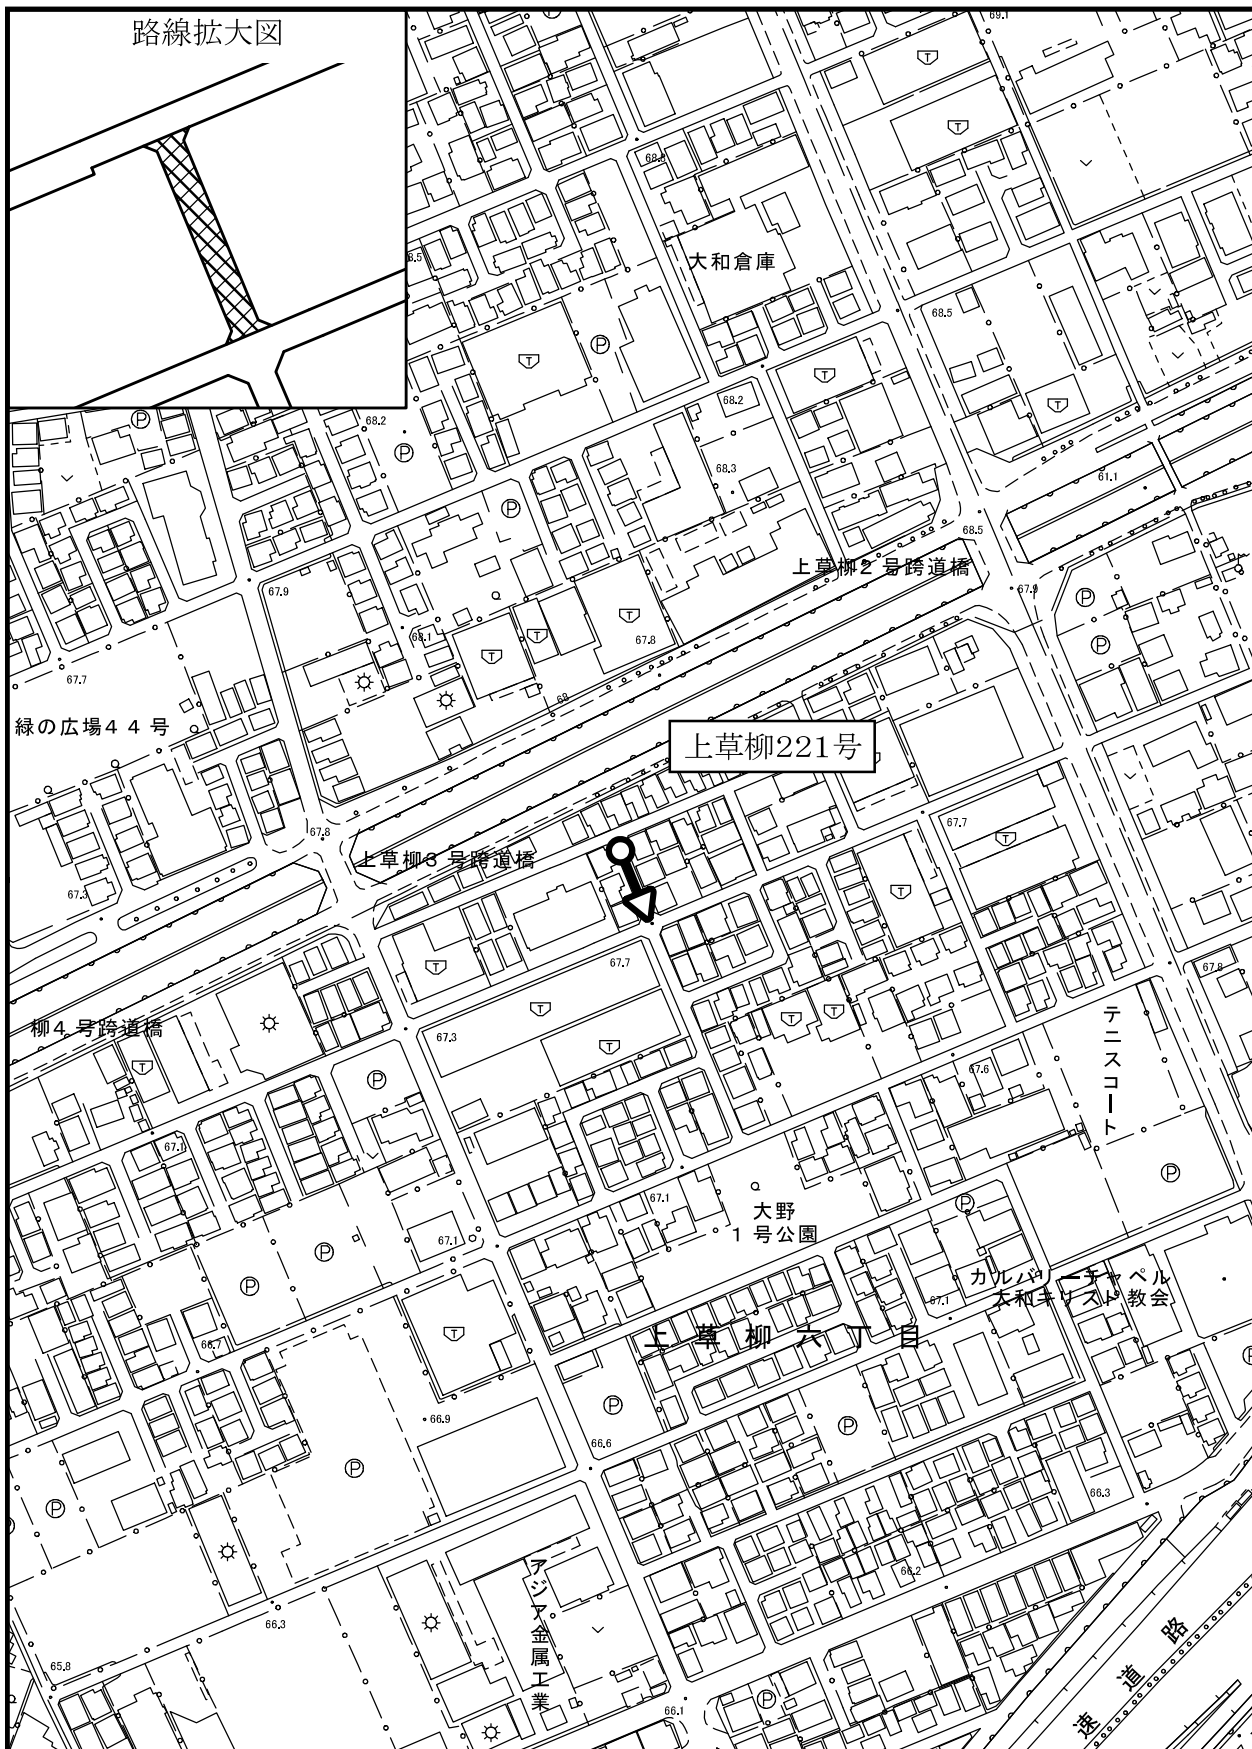 路線拡大図
69.1
68.8
大和倉庫
68.5
68.5
68.2
68.2
68.3
61.1
68.5
上草柳2 号跨道橋
67.9
67.9
68.1
67.8
67.7
68
緑の広場4 4 号
上草柳221号
67.8
67.7
上草柳3 号跨道橋
67.3
67.7
67.8
柳4 号跨道橋
67.3
テニスコート
67.6
67.1
67.1
大野
1 号公園
67.1
カルバリーチャペル
大和キリスト教会
67.1
上草柳六丁目
66.7
66.9
66.6
66.3
アジア金属工業
66.2
66.3
65.8
66.1
速道路